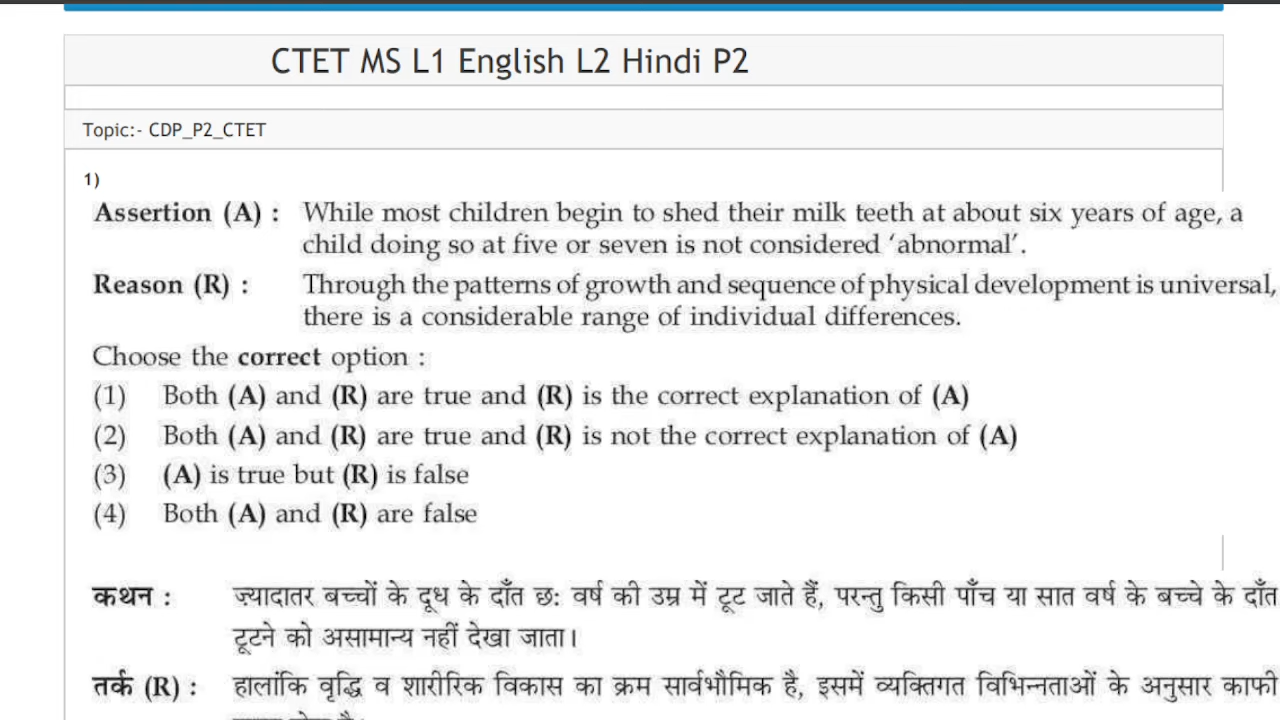 CTET MS L1 English L2 Hindi P2
Topic:- CDP_P2_CTET
1)
Assertion (A) : While most children begin to shed their milk teeth at about six years of age, a
child doing so at five or seven is not considered ‘abnormal’.
Reason (R) : Through the patterns of growth and sequence of physical development is universal,
there is a considerable range of individual differences.
Choose the correct option :
(1) Both (A) and (R) are true and (R) is the correct explanation of (A)
(2) Both (A) and (R) are true and (R) is not the correct explanation of (A)
(3) (A) is true but (R) is false
(4) Both (A) and (R) are false
कथन : ज़्यादातर बच्चों के दूध के दाँत छः वर्ष की उम्र में टूट जाते हैं, परन्तु किसी पाँच या सात वर्ष के बच्चे के दाँत
टूटने को असामान्य नहीं देखा जाता।
तर्क (R) : हालांकि वृद्धि व शारीरिक विकास का क्रम सार्वभौमिक है, इसमें व्यक्तिगत विभिन्नताओं के अनुसार काफी